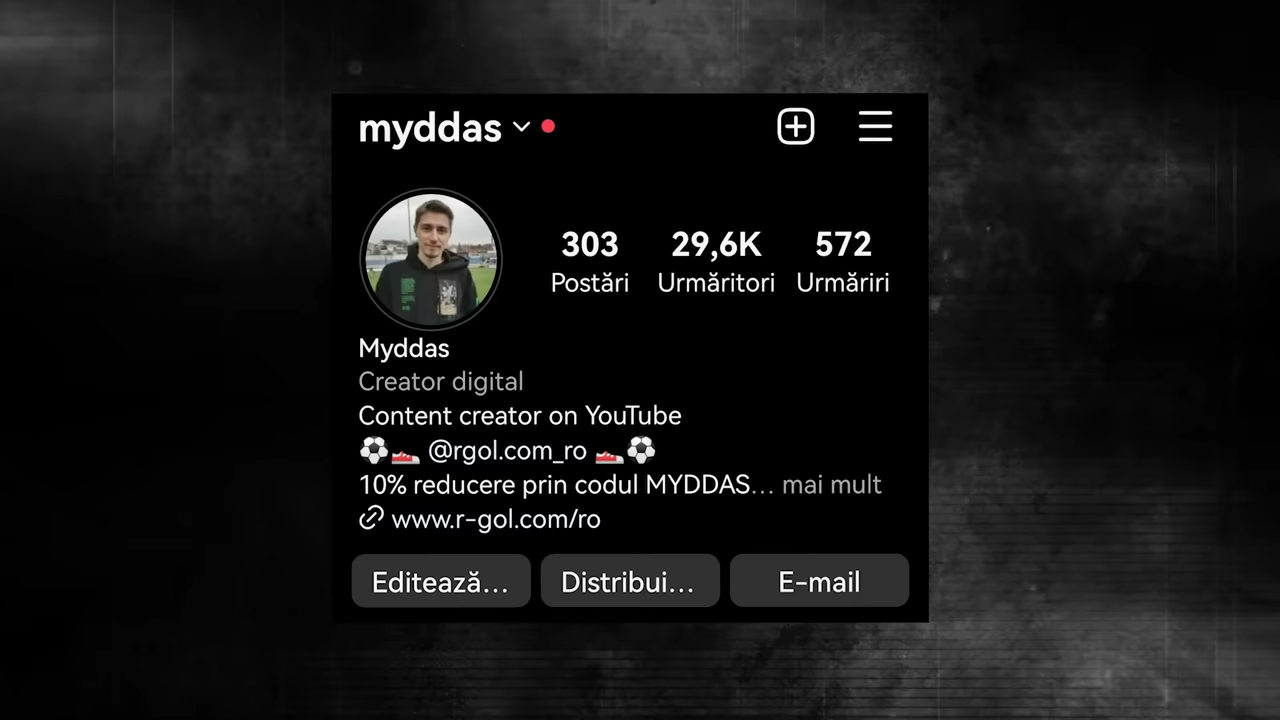 myddas
303 29,6K 572
Postări Urmăritori Urmăriri
Myddas
Creator digital
Content creator on YouTube
⚽👟 @rgol.com_ro 👟⚽
10% reducere prin codul MYDDAS… mai mult
www.r-gol.com/ro
Editează… Distribui… E-mail